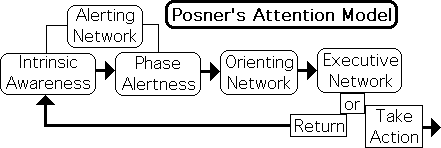 Posner's Attention Model
Alerting
Network
Intrinsic
Awareness
Phase
Alertness
Orienting
Network
Executive
Network
or
Return
Take
Action